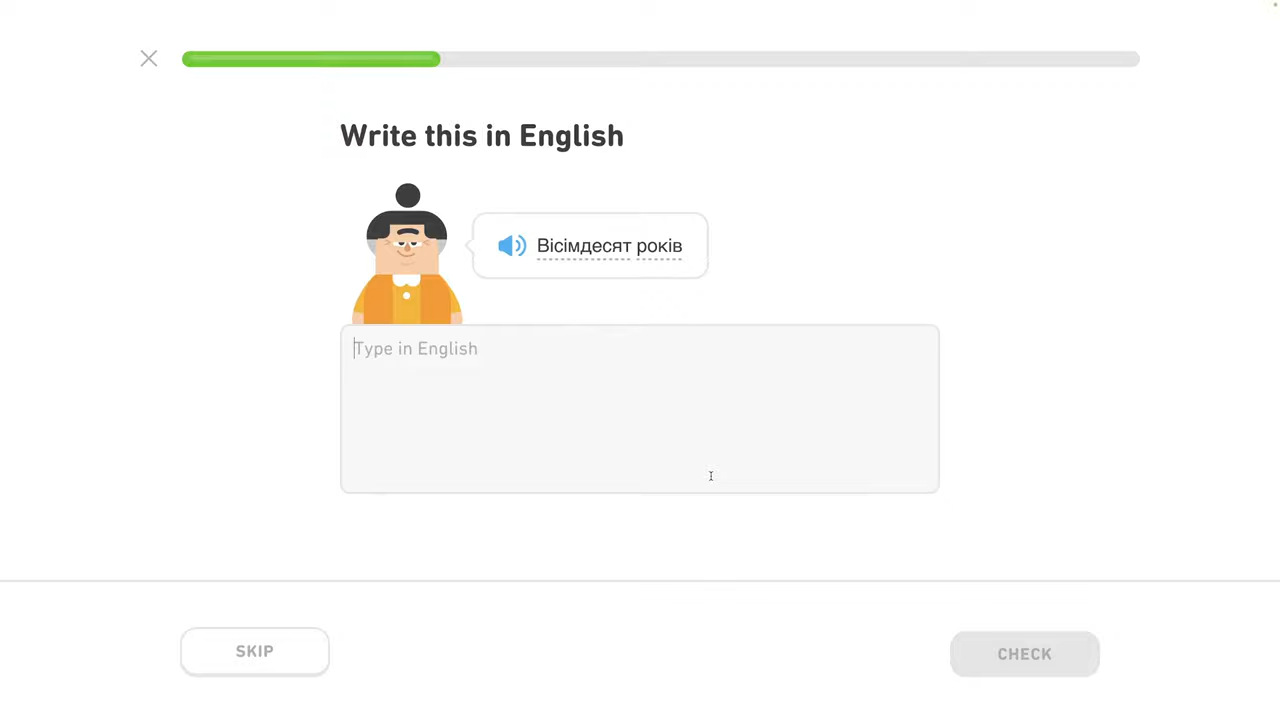 Write this in English
Вісімдесят років
Type in English
SKIP
CHECK